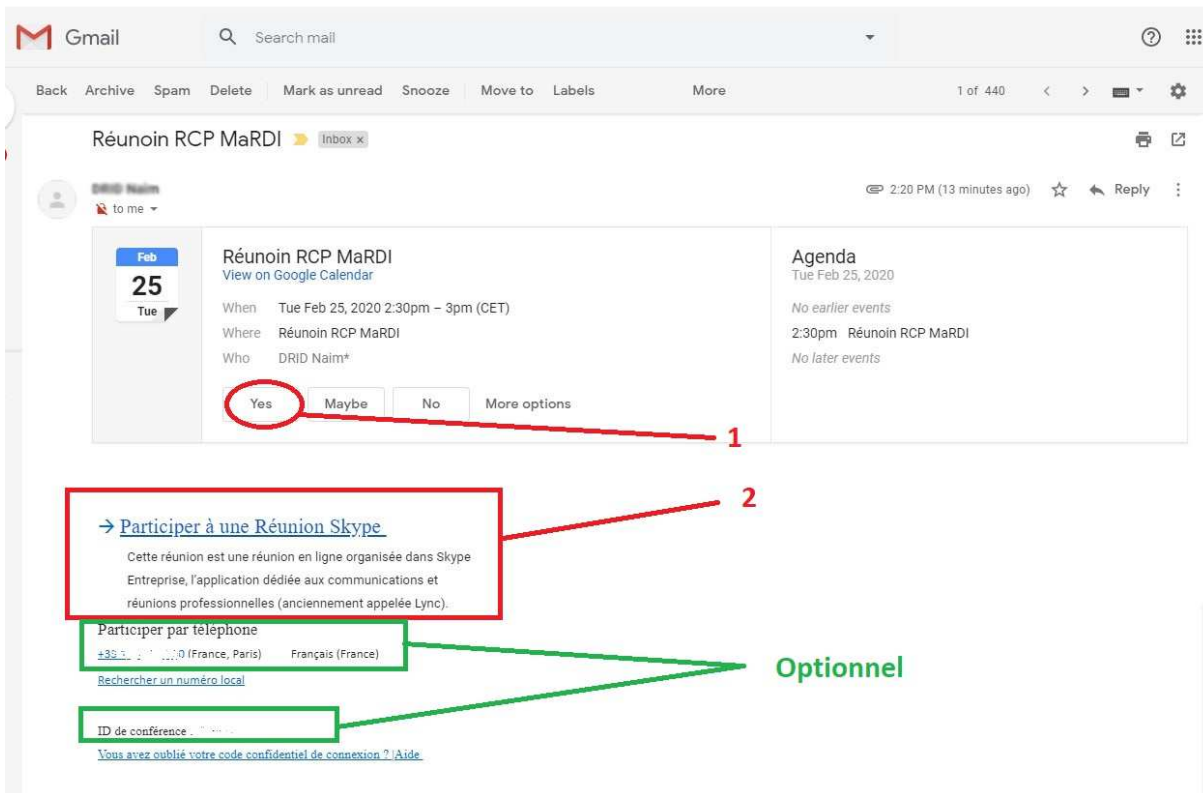 Gmail Search mail
Back Archive Spam Delete Mark as unread Snooze Move to Labels More 1 of 440
Réunoin RCP MaRDI Inbox x
DRID Naim 2:20 PM (13 minutes ago) Reply
to me
Feb
25
Tue
Réunoin RCP MaRDI
View on Google Calendar
When Tue Feb 25, 2020 2:30pm – 3pm (CET)
Where Réunoin RCP MaRDI
Who DRID Naim*
Yes Maybe No More options
Agenda
Tue Feb 25, 2020
No earlier events
2:30pm Réunoin RCP MaRDI
No later events
1
2
→ Participer à une Réunion Skype
Cette réunion est une réunion en ligne organisée dans Skype
Entreprise, l'application dédiée aux communications et
réunions professionnelles (anciennement appelée Lync).
Participer par téléphone
(France, Paris) Français (France)
Rechercher un numéro local
Optionnel
ID de conférence
Vous avez oublié votre code confidentiel de connexion ? |Aide